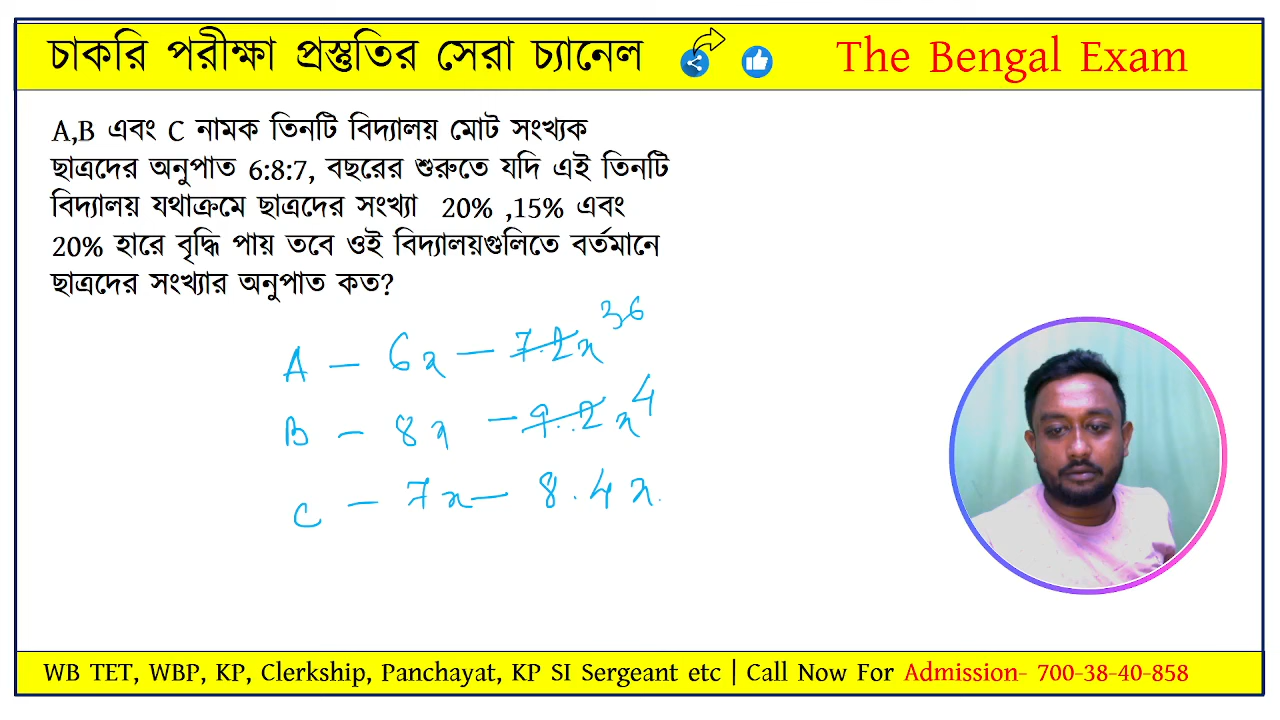 চাকরি পরীক্ষা প্রস্তুতির সেরা চ্যানেল The Bengal Exam
A,B এবং C নামক তিনটি বিদ্যালয় মোট সংখ্যক
ছাত্রদের অনুপাত 6:8:7, বছরের শুরুতে যদি এই তিনটি
বিদ্যালয় যথাক্রমে ছাত্রদের সংখ্যা 20% ,15% এবং
20% হারে বৃদ্ধি পায় তবে ওই বিদ্যালয়গুলিতে বর্তমানে
ছাত্রদের সংখ্যার অনুপাত কত?
A – 6x – 7.2x 36
B – 8x – 9.2x 4
C – 7x – 8.4x.
WB TET, WBP, KP, Clerkship, Panchayat, KP SI Sergeant etc | Call Now For Admission- 700-38-40-858